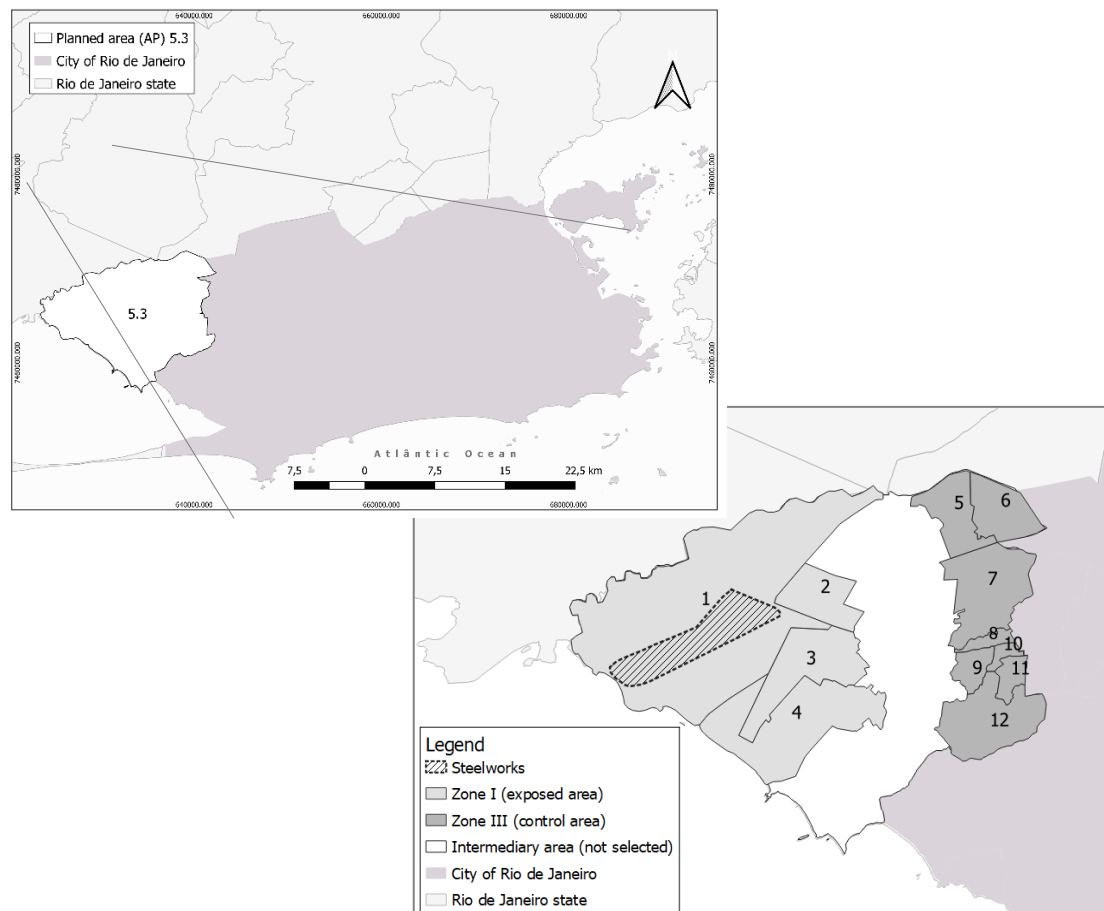 640000.000
660000.000
680000.000
Planned area (AP) 5.3
City of Rio de Janeiro
Rio de Janeiro state
N
7480000.000
7480000.000
5.3
7460000.000
7460000.000
Atlântic Ocean
7,5
0
7,5
15
22,5 km
640000.000
660000.000
680000.000
5
6
7
1
2
8
10
3
9
11
4
12
Legend
Steelworks
Zone I (exposed area)
Zone III (control area)
Intermediary area (not selected)
City of Rio de Janeiro
Rio de Janeiro state